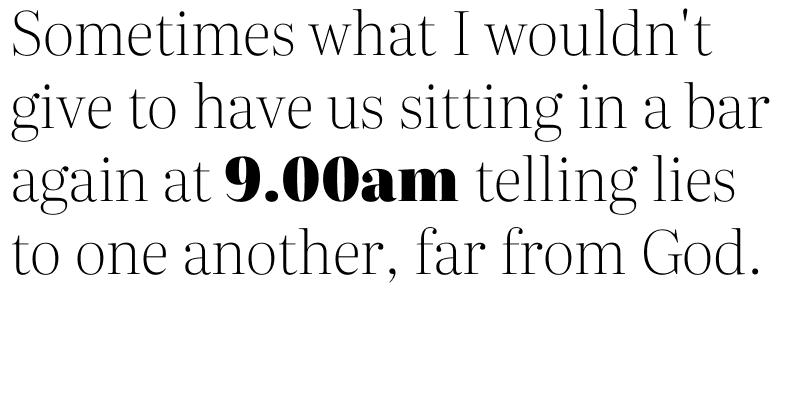 Sometimes what I wouldn't
give to have us sitting in a bar
again at 9.00am telling lies
to one another, far from God.